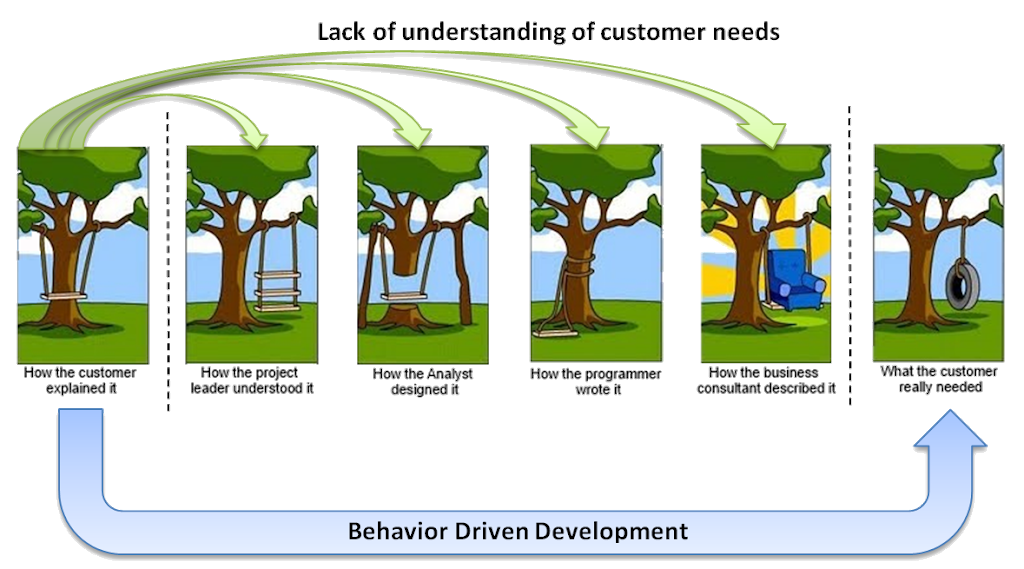 Lack of understanding of customer needs
How the customer
explained it
How the project
leader understood it
How the Analyst
designed it
How the programmer
wrote it
How the business
consultant described it
What the customer
really needed
Behavior Driven Development